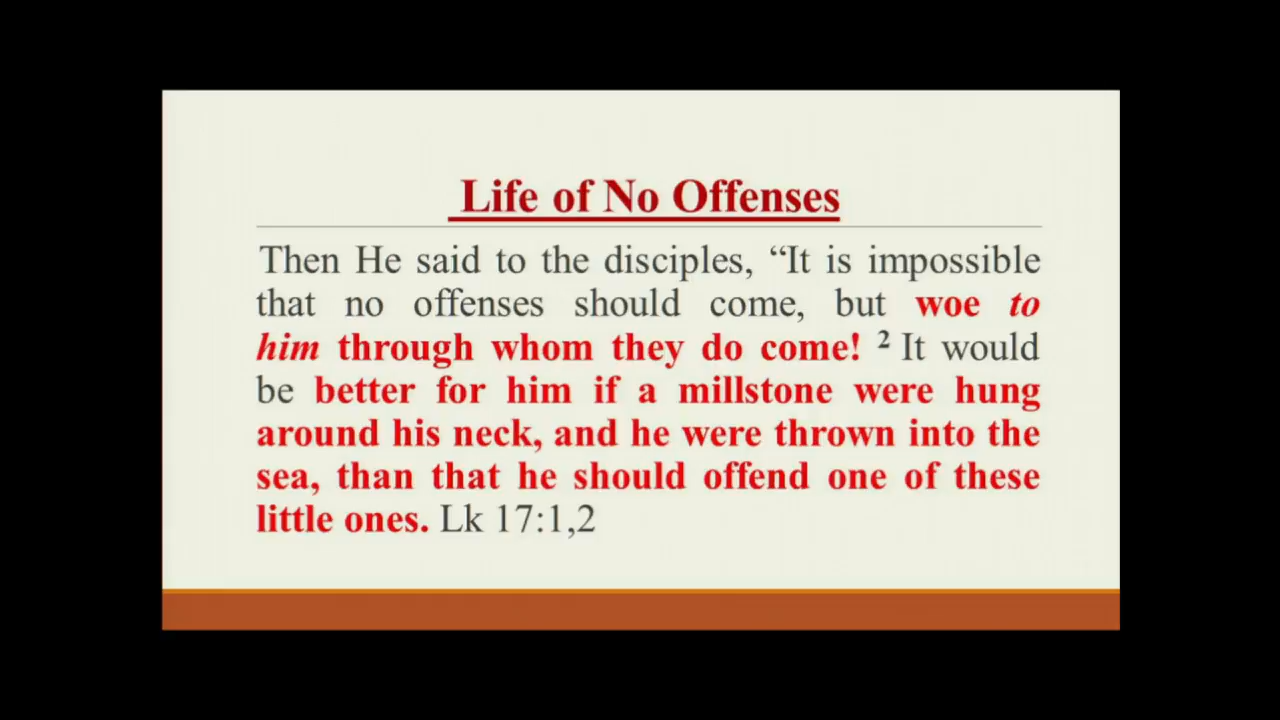 Life of No Offenses
Then He said to the disciples, “It is impossible
that no offenses should come, but woe to
him through whom they do come! 2 It would
be better for him if a millstone were hung
around his neck, and he were thrown into the
sea, than that he should offend one of these
little ones. Lk 17:1,2